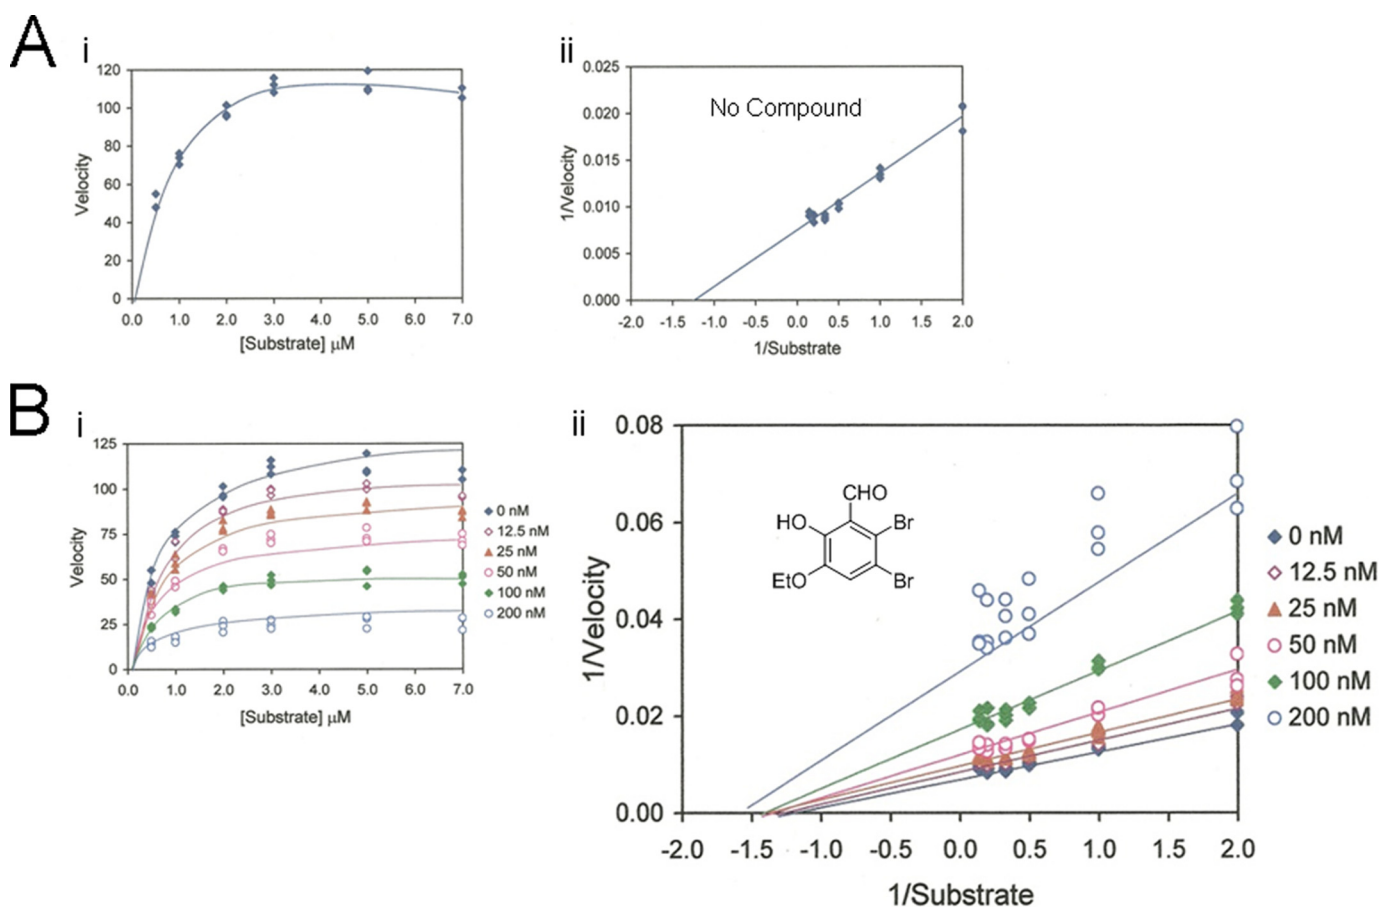 A
i
120
100
80
60
40
20
0
Velocity
0.0 1.0 2.0 3.0 4.0 5.0 6.0 7.0
[Substrate] μM
ii
No Compound
0.025
0.020
0.015
0.010
0.005
0.000
1/Velocity
-2.0 -1.5 -1.0 -0.5 0.0 0.5 1.0 1.5 2.0
1/Substrate
B
i
125
100
75
50
25
0
Velocity
0.0 1.0 2.0 3.0 4.0 5.0 6.0 7.0
[Substrate] μM
0 nM
12.5 nM
25 nM
50 nM
100 nM
200 nM
ii
0.08
0.06
0.04
0.02
0.00
1/Velocity
CHO
HO
Br
EtO
Br
-2.0 -1.5 -1.0 -0.5 0.0 0.5 1.0 1.5 2.0
1/Substrate
0 nM
12.5 nM
25 nM
50 nM
100 nM
200 nM